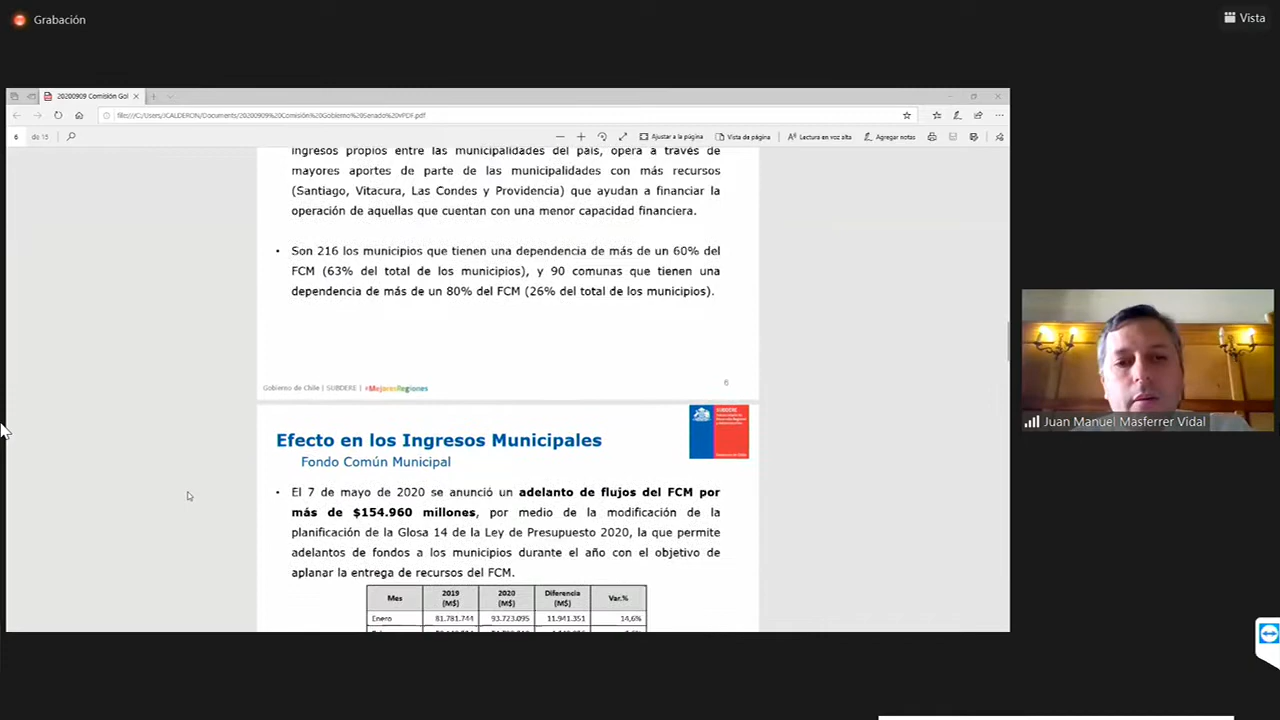 Grabación
Vista
20200909 Comisión Gol
6 de 15
Ajustar a la página
Vista de página
Lectura en voz alta
Agregar notas
ingresos propios entre las municipalidades del país, opera a través de
mayores aportes de parte de las municipalidades con más recursos
(Santiago, Vitacura, Las Condes y Providencia) que ayudan a financiar la
operación de aquellas que cuentan con una menor capacidad financiera.
• Son 216 los municipios que tienen una dependencia de más de un 60% del
FCM (63% del total de los municipios), y 90 comunas que tienen una
dependencia de más de un 80% del FCM (26% del total de los municipios).
Gobierno de Chile | SUBDERE | #MejoresRegiones
6
Juan Manuel Masferrer Vidal
SUBDERE
Efecto en los Ingresos Municipales
Fondo Común Municipal
• El 7 de mayo de 2020 se anunció un adelanto de flujos del FCM por
más de $154.960 millones, por medio de la modificación de la
planificación de la Glosa 14 de la Ley de Presupuesto 2020, la que permite
adelantos de fondos a los municipios durante el año con el objetivo de
aplanar la entrega de recursos del FCM.
Mes 2019 (M$) 2020 (M$) Diferencia (M$) Var.%
Enero 81.781.744 93.723.095 11.941.351 14,6%